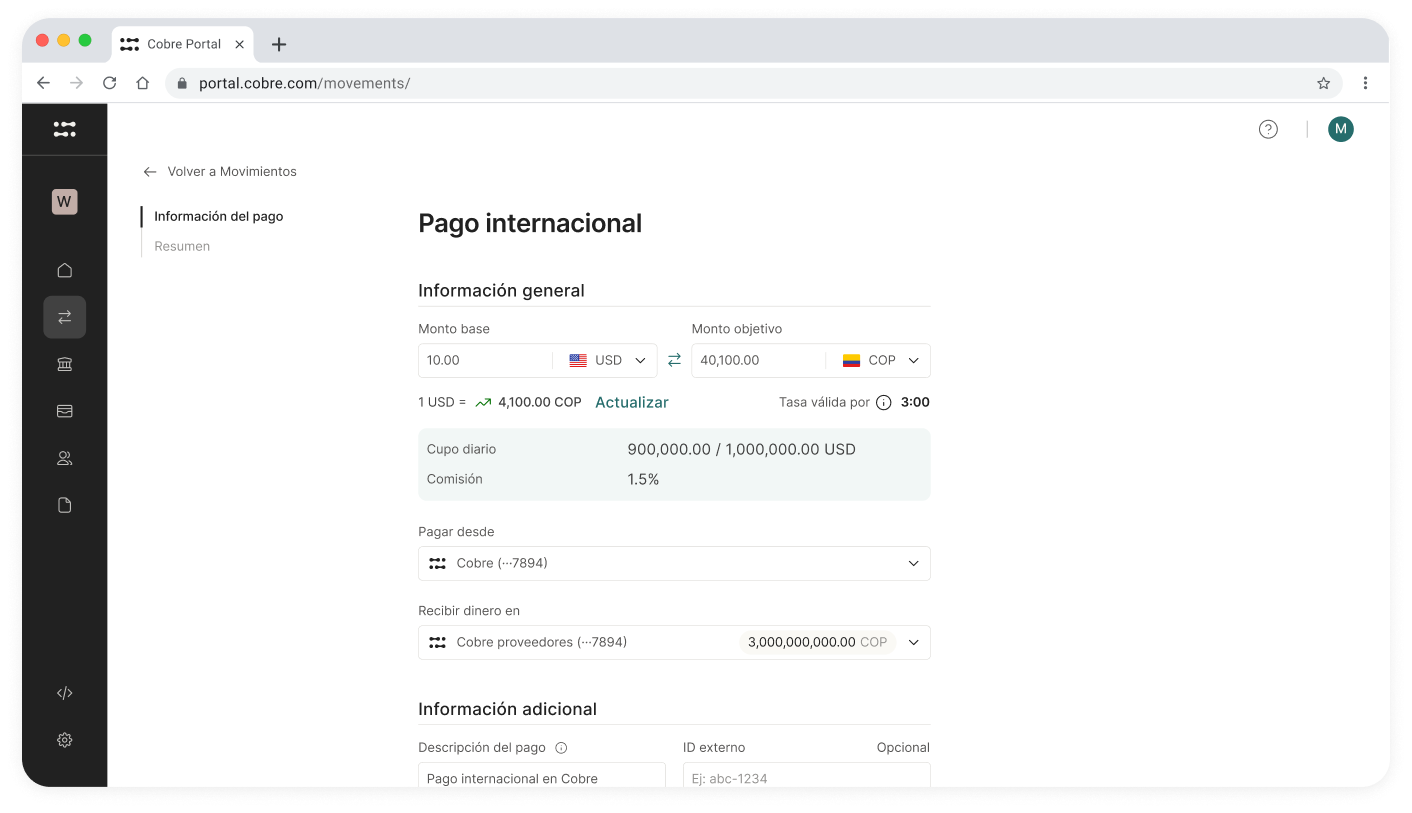 Cobre Portal
portal.cobre.com/movements/
M
Volver a Movimientos
W
Información del pago
Resumen
Pago internacional
Información general
Monto base
Monto objetivo
10.00 USD
40,100.00 COP
1 USD = 4,100.00 COP Actualizar
Tasa válida por 3:00
Cupo diario 900,000.00 / 1,000,000.00 USD
Comisión 1.5%
Pagar desde
Cobre (···7894)
Recibir dinero en
Cobre proveedores (···7894) 3,000,000,000.00 COP
Información adicional
Descripción del pago
ID externo Opcional
Pago internacional en Cobre
Ej: abc-1234